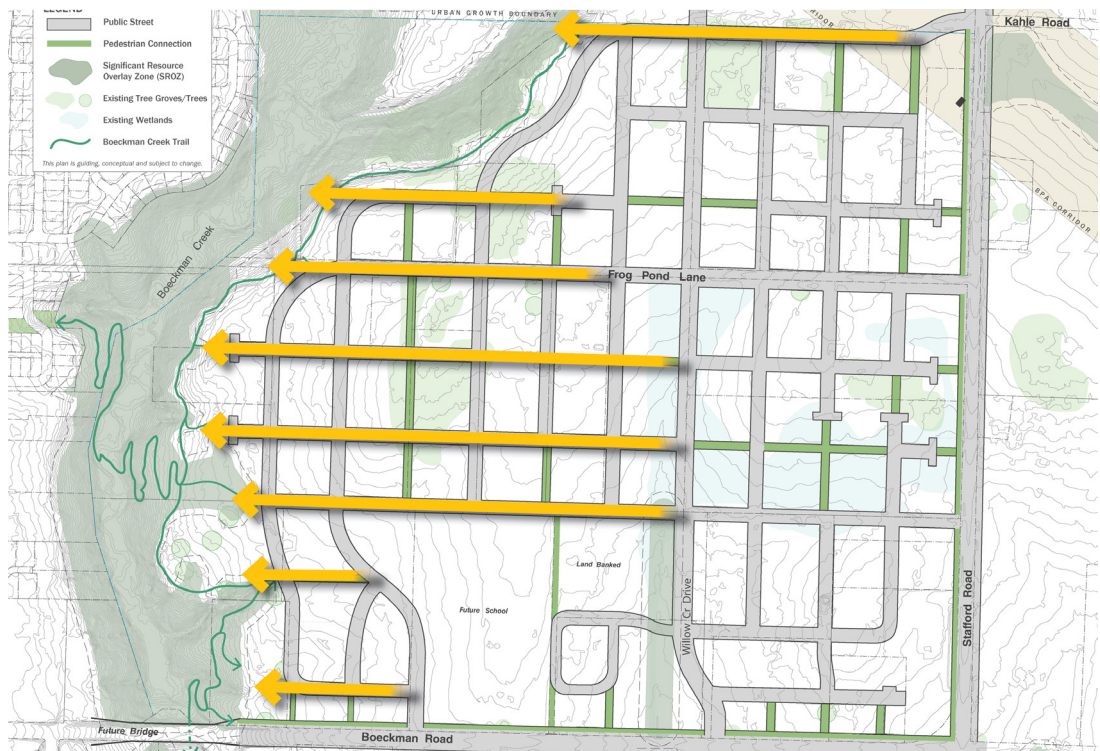 LEGEND
URBAN GROWTH BOUNDARY
CORRIDOR
Kahle Road
Public Street
Pedestrian Connection
Significant Resource
Overlay Zone (SROZ)
Existing Tree Groves/Trees
Existing Wetlands
Boeckman Creek Trail
This plan is guiding, conceptual and subject to change.
BPA CORRIDOR
Boeckman Creek
Frog Pond Lane
Land Banked
Future School
Willow Cr Drive
Stafford Road
Future Bridge
Boeckman Road